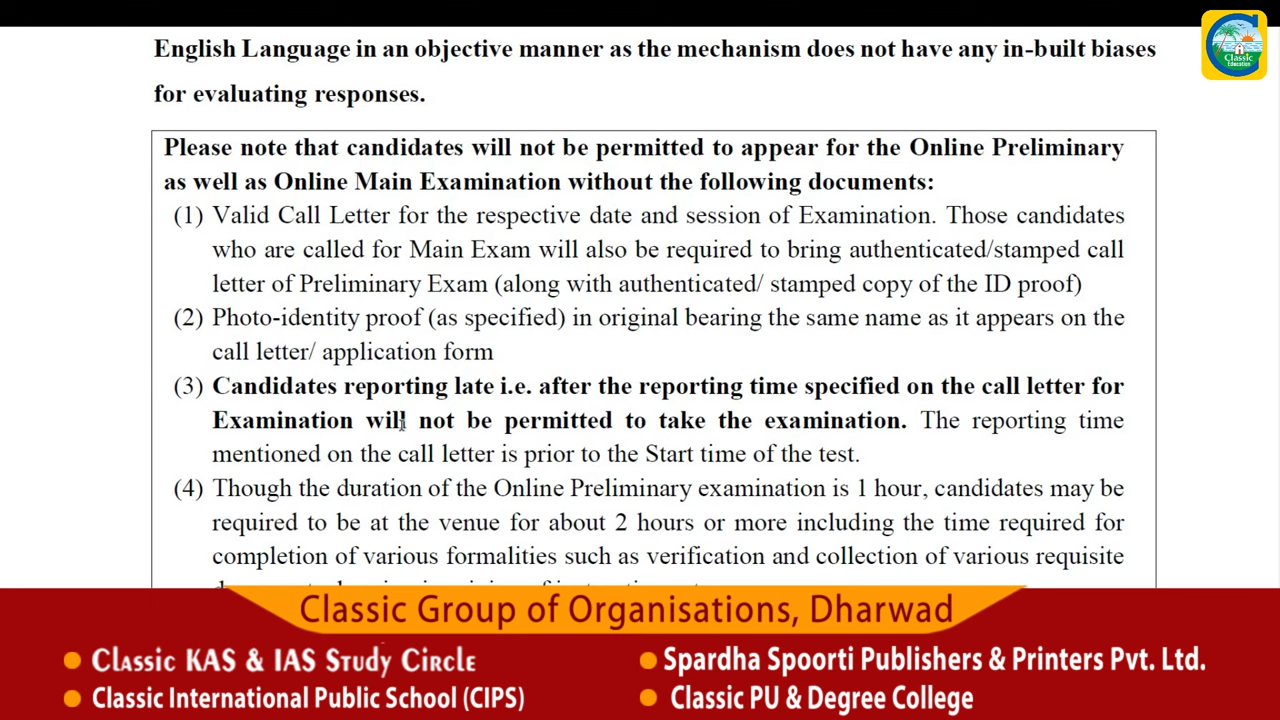 Classic
Education
English Language in an objective manner as the mechanism does not have any in-built biases
for evaluating responses.
Please note that candidates will not be permitted to appear for the Online Preliminary
as well as Online Main Examination without the following documents:
(1) Valid Call Letter for the respective date and session of Examination. Those candidates
who are called for Main Exam will also be required to bring authenticated/stamped call
letter of Preliminary Exam (along with authenticated/ stamped copy of the ID proof)
(2) Photo-identity proof (as specified) in original bearing the same name as it appears on the
call letter/ application form
(3) Candidates reporting late i.e. after the reporting time specified on the call letter for
Examination will not be permitted to take the examination. The reporting time
mentioned on the call letter is prior to the Start time of the test.
(4) Though the duration of the Online Preliminary examination is 1 hour, candidates may be
required to be at the venue for about 2 hours or more including the time required for
completion of various formalities such as verification and collection of various requisite
Classic Group of Organisations, Dharwad
Classic KAS & IAS Study Circle
Spardha Spoorti Publishers & Printers Pvt. Ltd.
Classic International Public School (CIPS)
Classic PU & Degree College